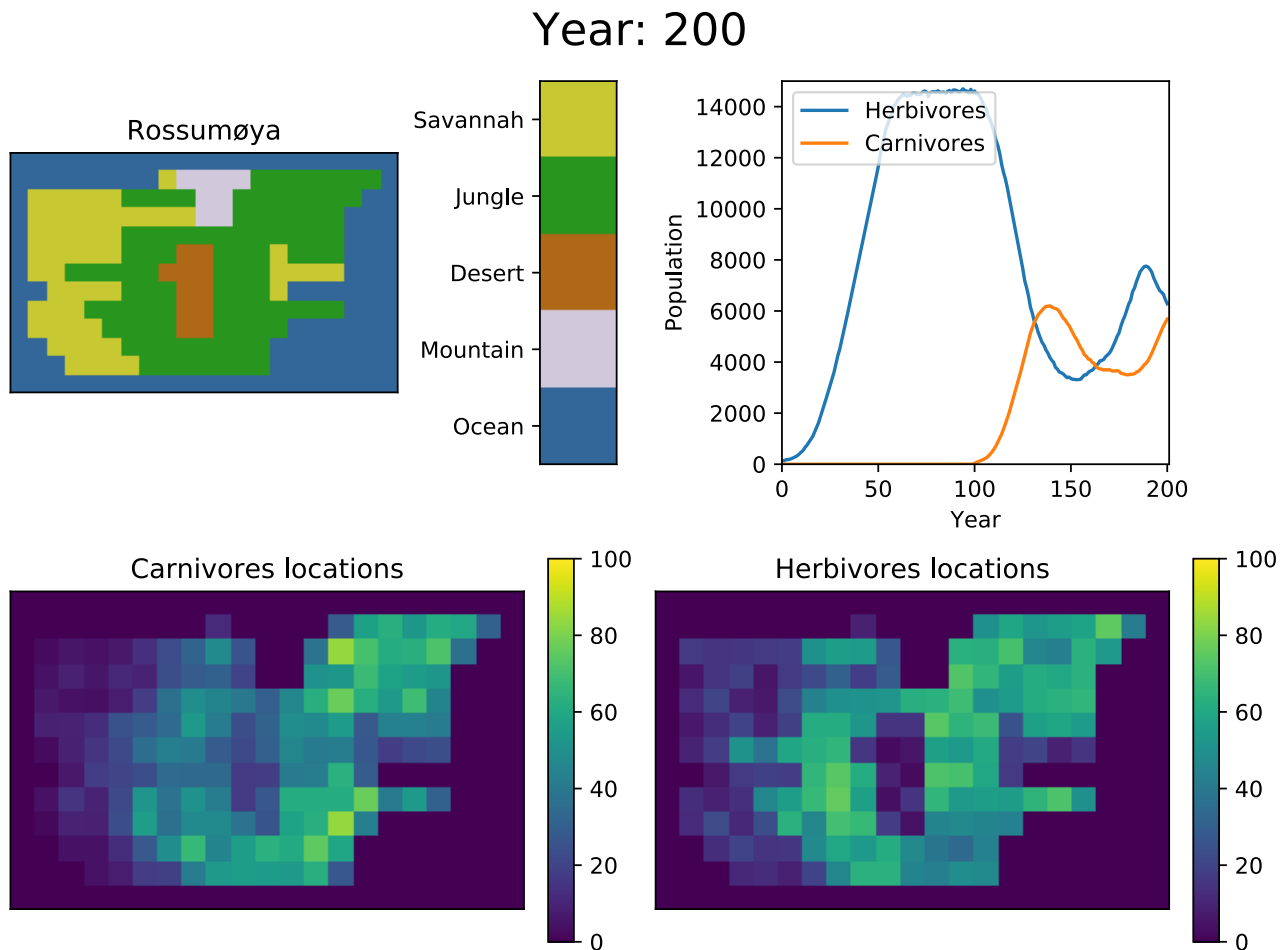 Year: 200
Rossumøya
Savannah
Jungle
Desert
Mountain
Ocean
Herbivores
Carnivores
Population
14000
12000
10000
8000
6000
4000
2000
0
0 50 100 150 200
Year
Carnivores locations
100
80
60
40
20
0
Herbivores locations
100
80
60
40
20
0